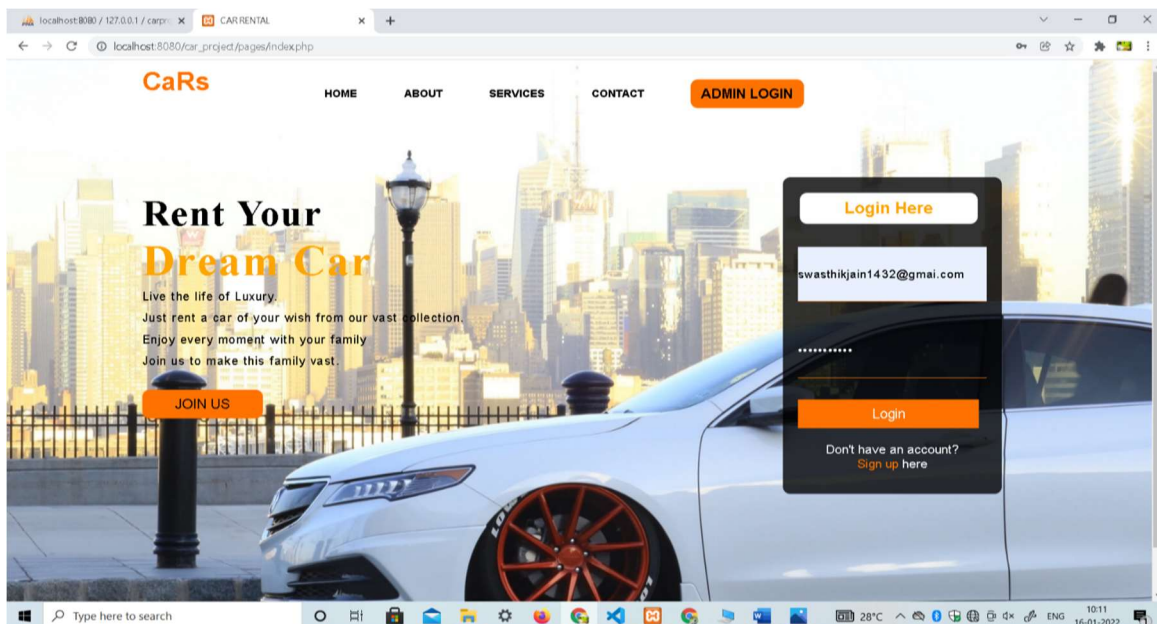 localhost:8080 / 127.0.0.1 / carpro
CAR RENTAL
localhost:8080/car_project/pages/index.php
CaRs
HOME ABOUT SERVICES CONTACT ADMIN LOGIN
Rent Your
Dream Car
Live the life of Luxury.
Just rent a car of your wish from our vast collection.
Enjoy every moment with your family
Join us to make this family vast.
JOIN US
Login Here
swasthikjain1432@gmai.com
Login
Don't have an account?
Sign up here
LOW
Type here to search
28°C
ENG
10:11
16-01-2022